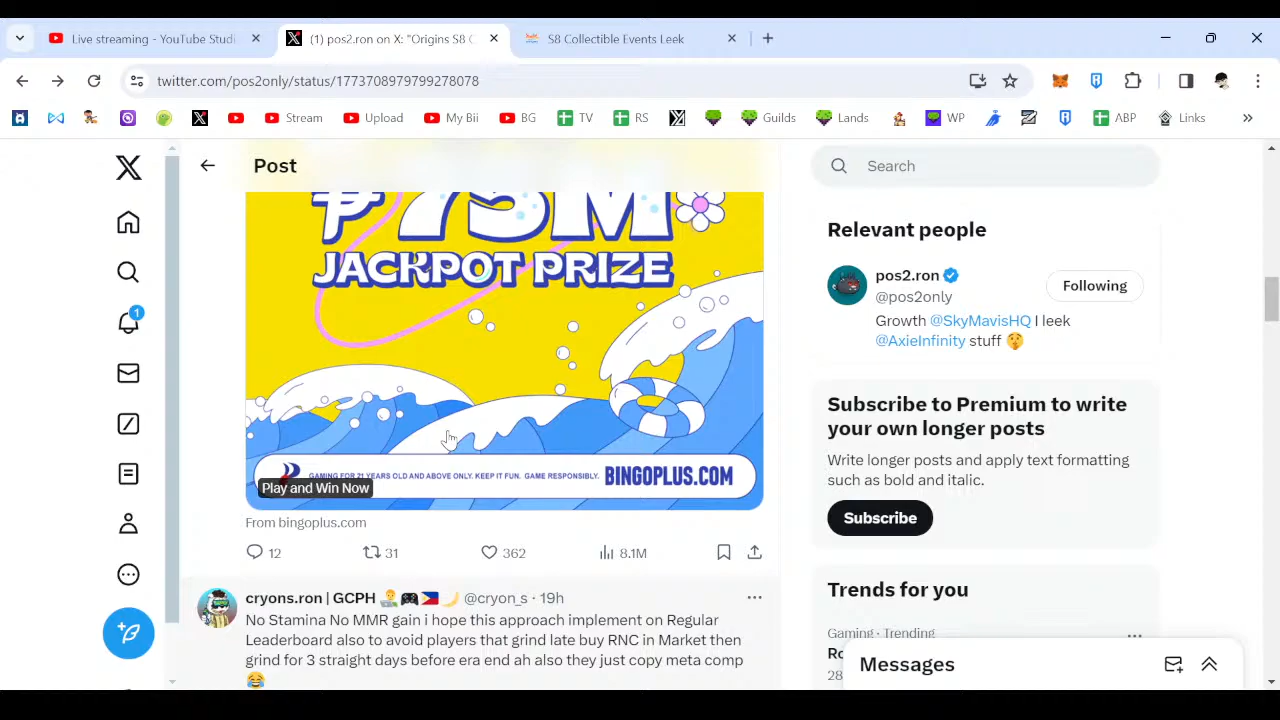 Live streaming - YouTube Studi
(1) pos2.ron on X: "Origins S8 C
S8 Collectible Events Leek
twitter.com/pos2only/status/1773708979799278078
Stream
Upload
My Bii
BG
TV
RS
Guilds
Lands
WP
ABP
Links
Post
Search
₱75M
JACKPOT PRIZE
GAMING FOR 21 YEARS OLD AND ABOVE ONLY. KEEP IT FUN. GAME RESPONSIBLY. BINGOPLUS.COM
Play and Win Now
From bingoplus.com
12 31 362 8.1M
cryons.ron | GCPH @cryon_s · 19h
No Stamina No MMR gain i hope this approach implement on Regular
Leaderboard also to avoid players that grind late buy RNC in Market then
grind for 3 straight days before era end ah also they just copy meta comp
Relevant people
pos2.ron
@pos2only
Following
Growth @SkyMavisHQ I leek
@AxieInfinity stuff
Subscribe to Premium to write
your own longer posts
Write longer posts and apply text formatting
such as bold and italic.
Subscribe
Trends for you
Gaming · Trending
28
Messages
1